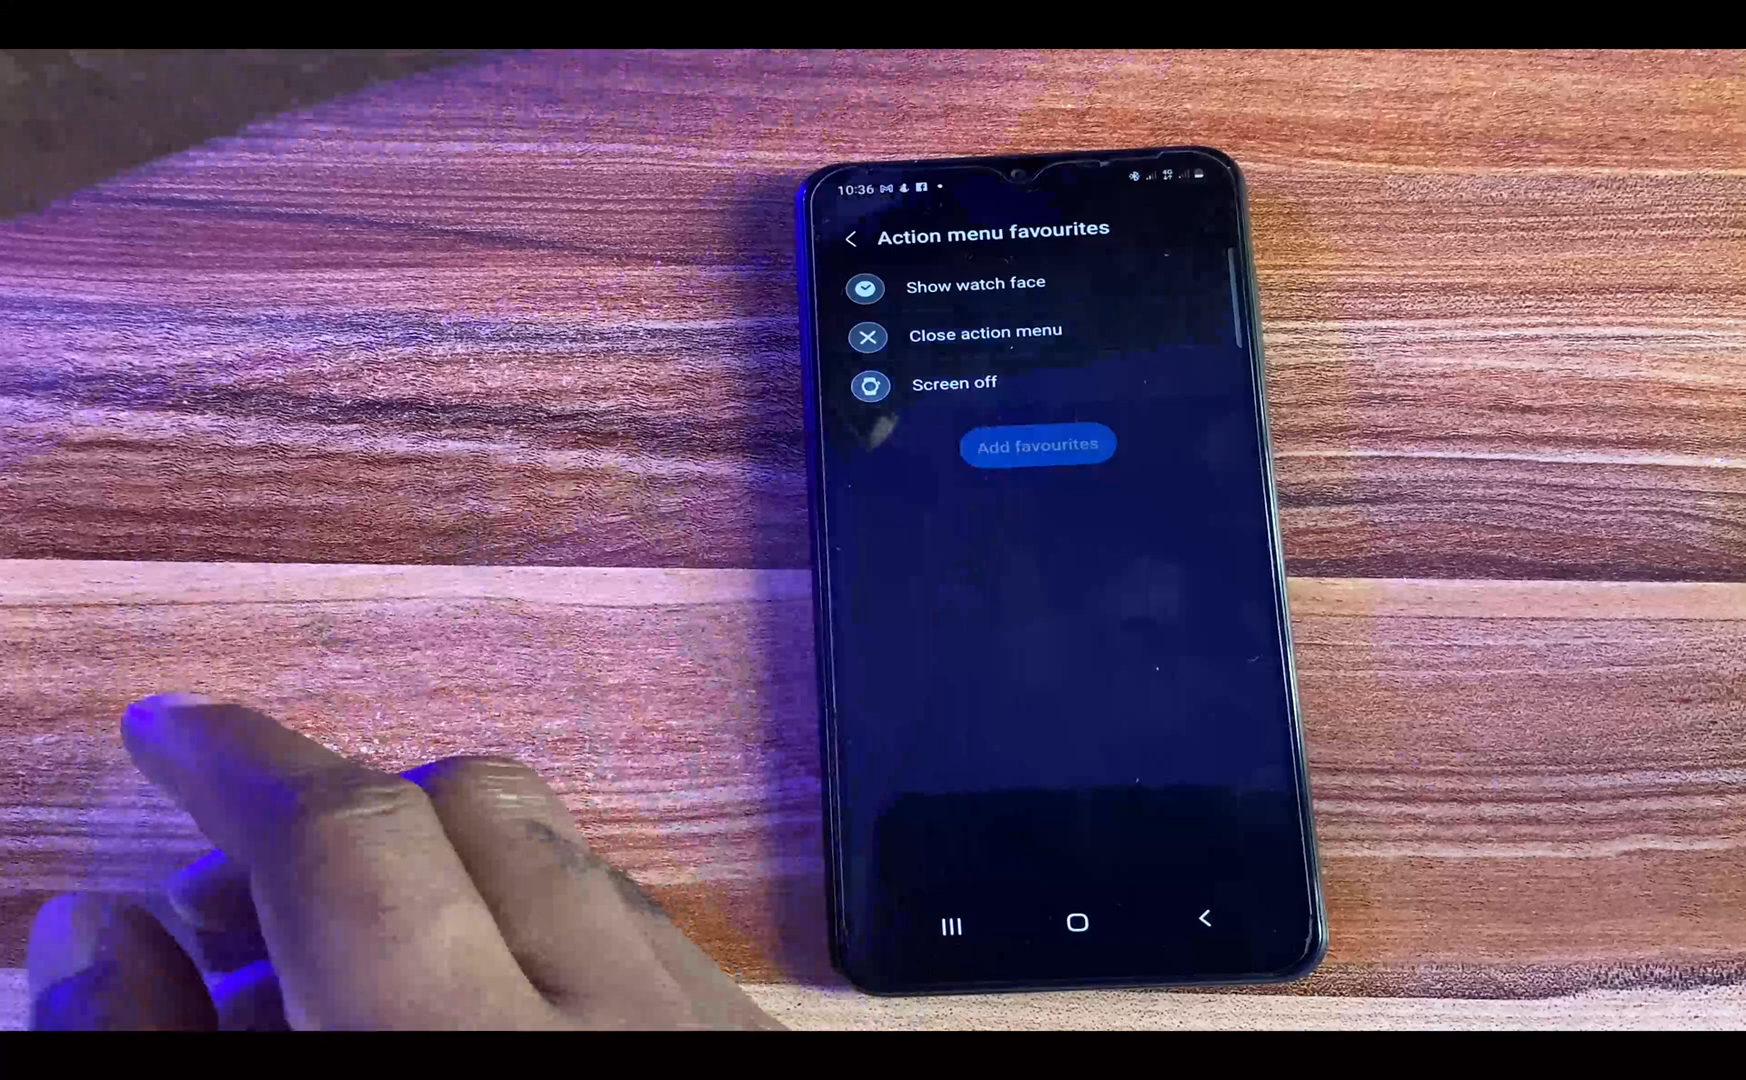 10:36
Action menu favourites
Show watch face
Close action menu
Screen off
Add favourites